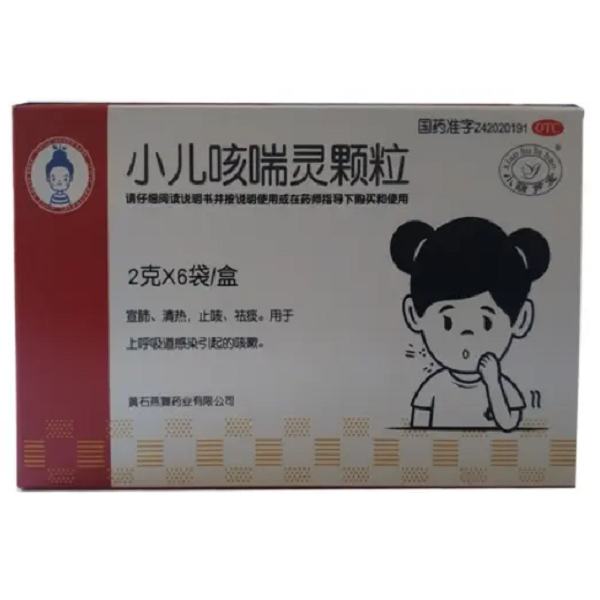 国药准字Z42020191 OTC
小儿咳喘灵颗粒
请仔细阅读说明书并按说明使用或在药师指导下购买和使用
2克X6袋/盒
宣肺、清热,止咳、祛痰。用于
上呼吸道感染引起的咳嗽。
黄石燕舞药业有限公司